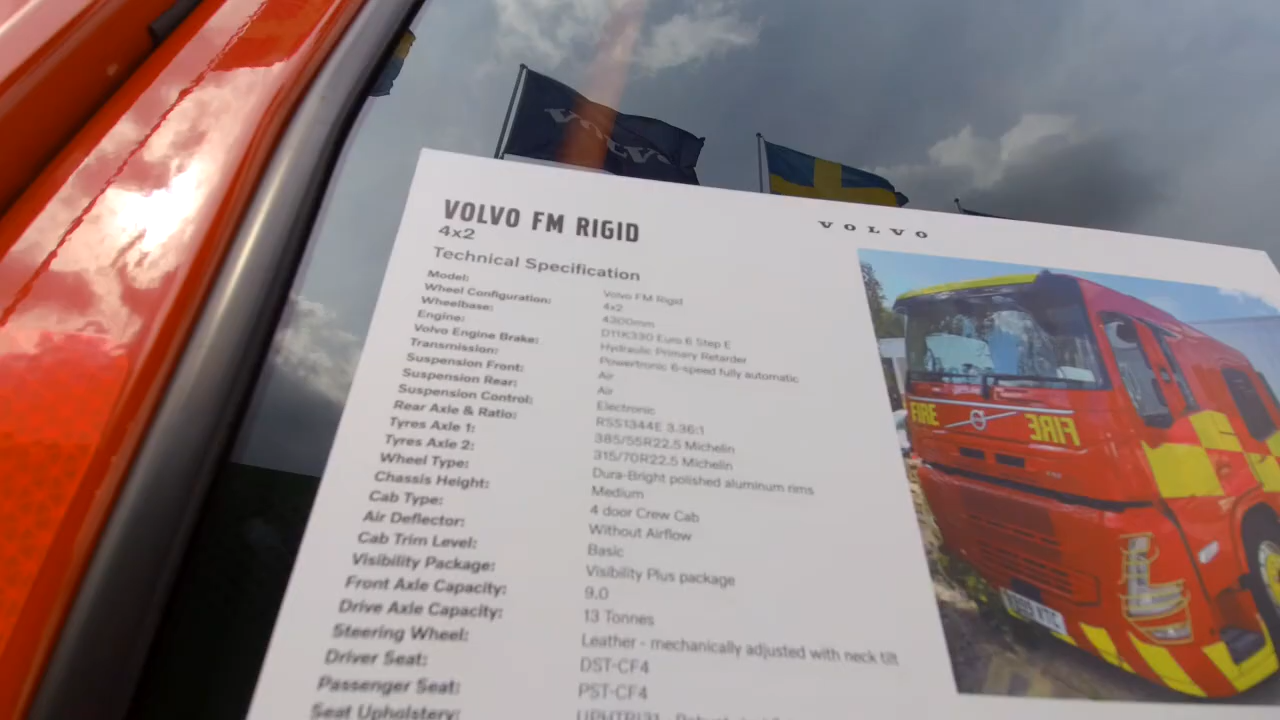 VOLVO
VOLVO FM RIGID
VOLVO
4x2
Technical Specification
Model: Volvo FM Rigid
Wheel Configuration: 4x2
Wheelbase: 4300mm
Engine: D11K330 Euro 6 Step E
Volvo Engine Brake: Hydraulic Primary Retarder
Transmission: Powertronic 6-speed fully automatic
Suspension Front: Air
Suspension Rear: Air
Suspension Control: Electronic
Rear Axle & Ratio: RSS1344E 3.36:1
Tyres Axle 1: 385/55R22.5 Michelin
Tyres Axle 2: 315/70R22.5 Michelin
Wheel Type: Dura-Bright polished aluminum rims
Chassis Height: Medium
Cab Type: 4 door Crew Cab
Air Deflector: Without Airflow
Cab Trim Level: Basic
Visibility Package: Visibility Plus package
Front Axle Capacity: 9.0
Drive Axle Capacity: 13 Tonnes
Steering Wheel: Leather - mechanically adjusted with neck tilt
Driver Seat: DST-CF4
Passenger Seat: PST-CF4
Seat Upholstery:
FIRE
FIRE